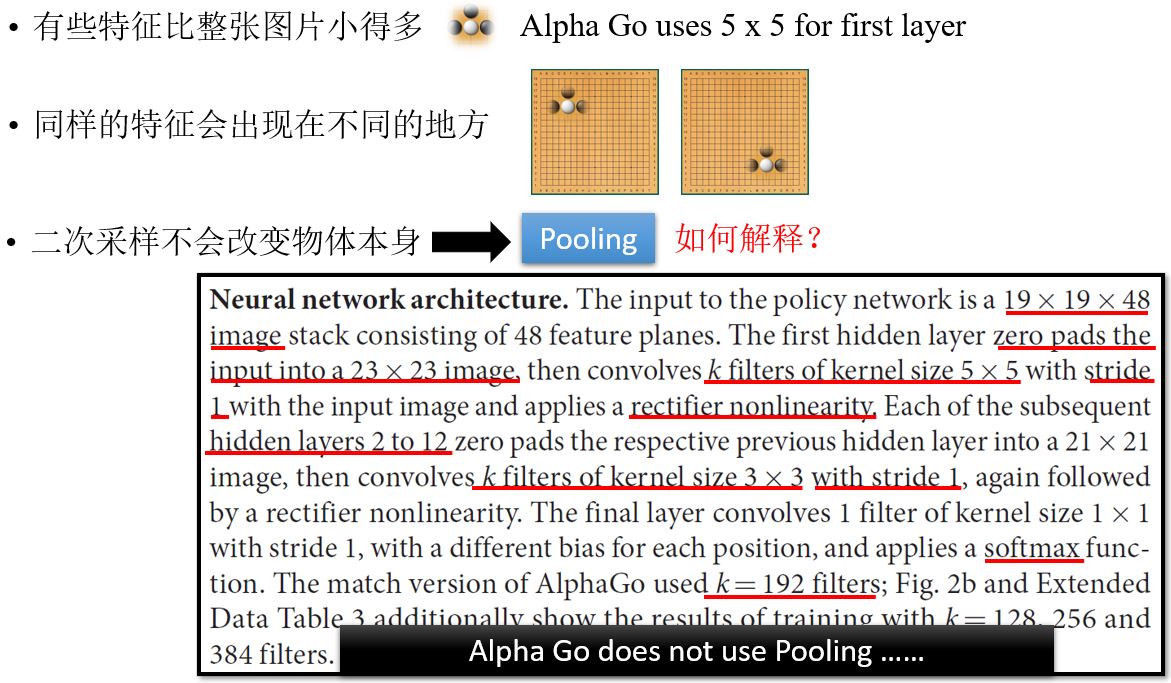 • 有些特征比整张图片小得多 Alpha Go uses 5 x 5 for first layer
• 同样的特征会出现在不同的地方
• 二次采样不会改变物体本身 Pooling 如何解释？
Neural network architecture. The input to the policy network is a 19 × 19 × 48
image stack consisting of 48 feature planes. The first hidden layer zero pads the
input into a 23 × 23 image, then convolves k filters of kernel size 5 × 5 with stride
1 with the input image and applies a rectifier nonlinearity. Each of the subsequent
hidden layers 2 to 12 zero pads the respective previous hidden layer into a 21 × 21
image, then convolves k filters of kernel size 3 × 3 with stride 1, again followed
by a rectifier nonlinearity. The final layer convolves 1 filter of kernel size 1 × 1
with stride 1, with a different bias for each position, and applies a softmax func-
tion. The match version of AlphaGo used k = 192 filters; Fig. 2b and Extended
Data Table 3 additionally show the results of training with k = 128, 256 and
384 filters.
Alpha Go does not use Pooling ……